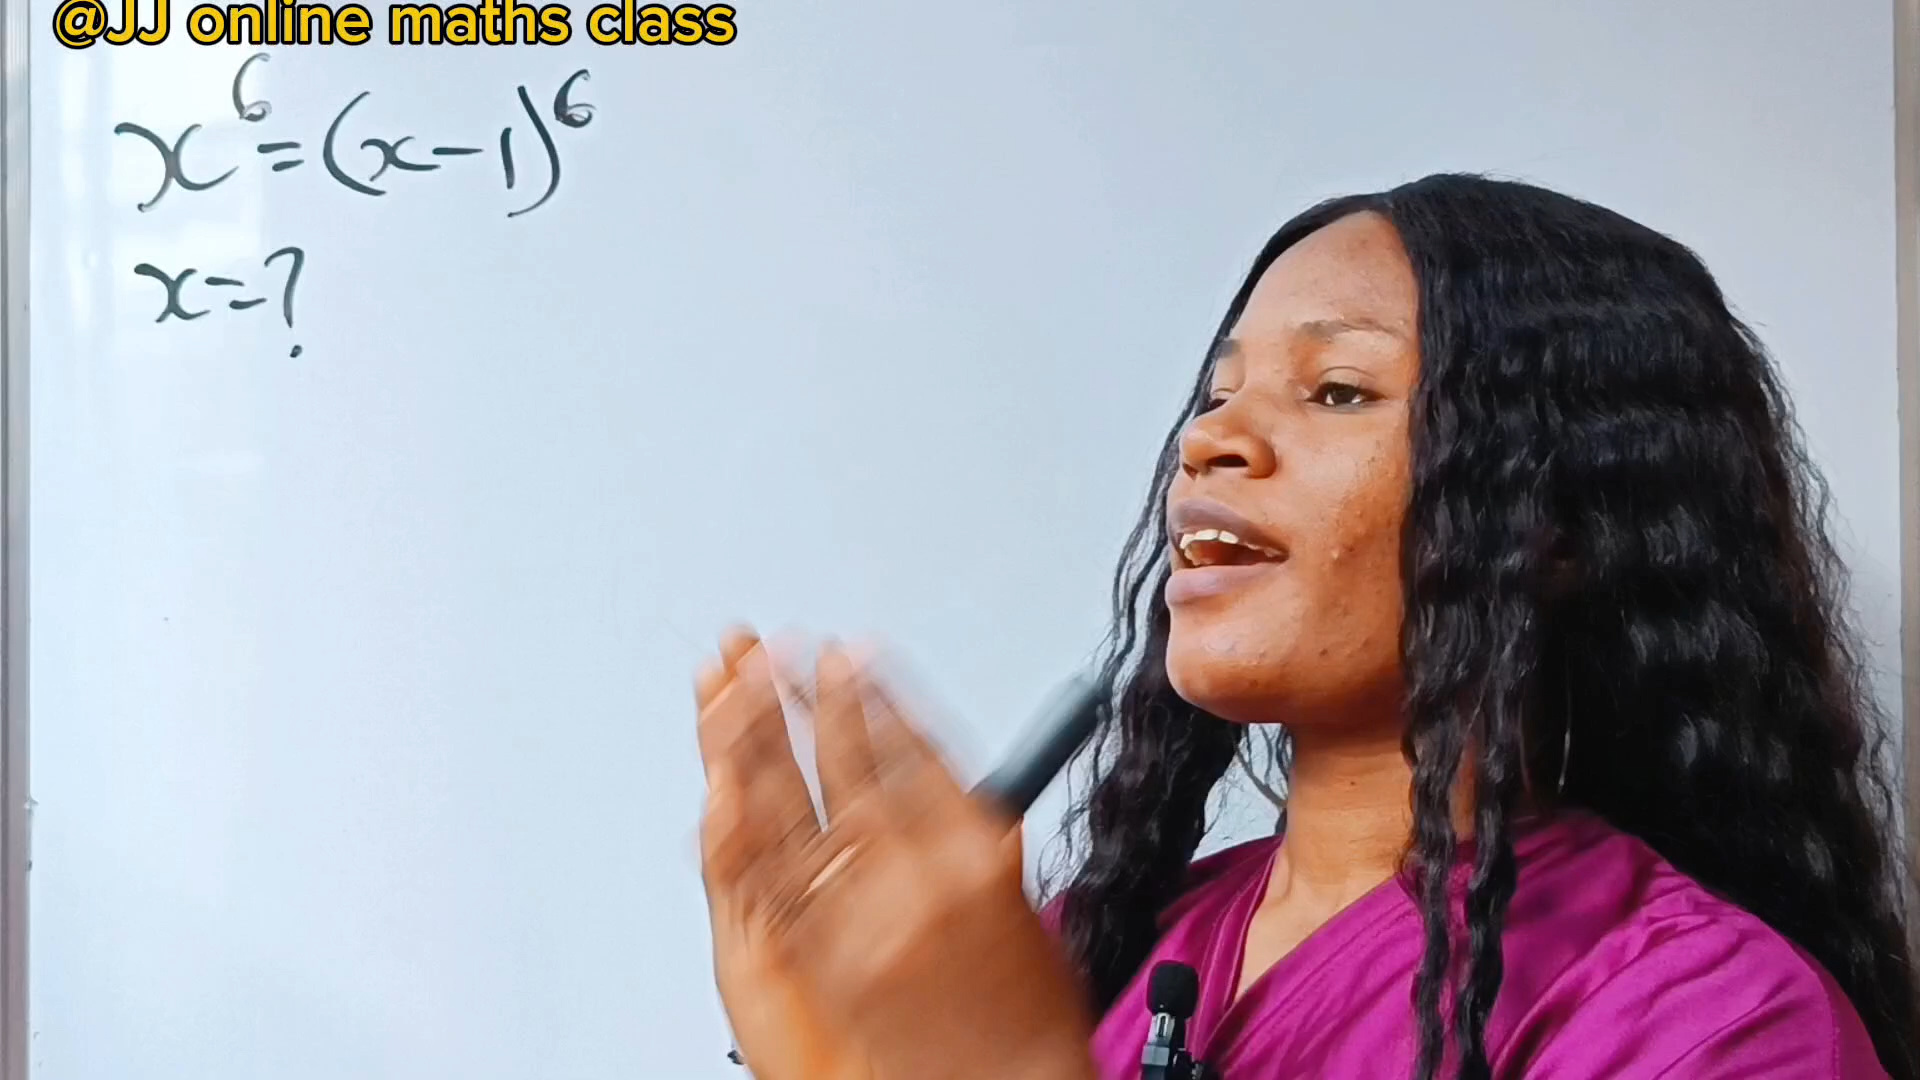 @JJ online maths class
x⁶=(x-1)⁶
x=?